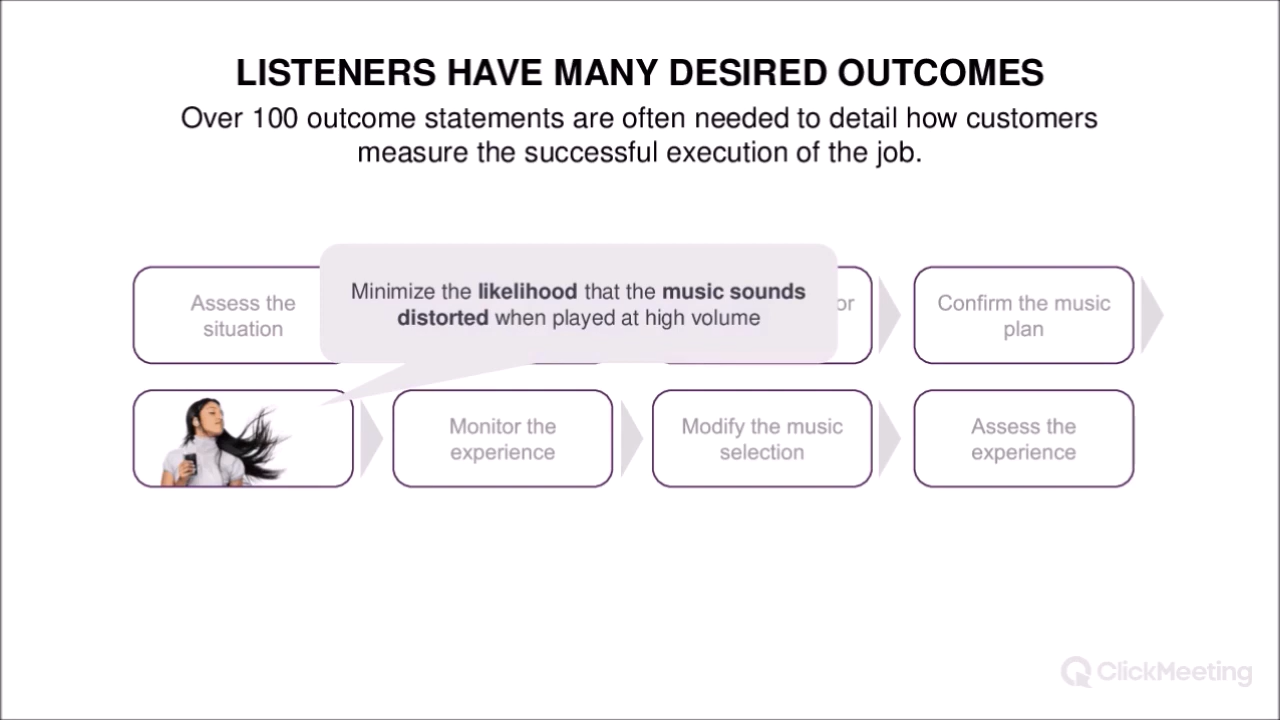 LISTENERS HAVE MANY DESIRED OUTCOMES
Over 100 outcome statements are often needed to detail how customers
measure the successful execution of the job.
Assess the
situation
Minimize the likelihood that the music sounds
distorted when played at high volume
Confirm the music
plan
Monitor the
experience
Modify the music
selection
Assess the
experience
ClickMeeting